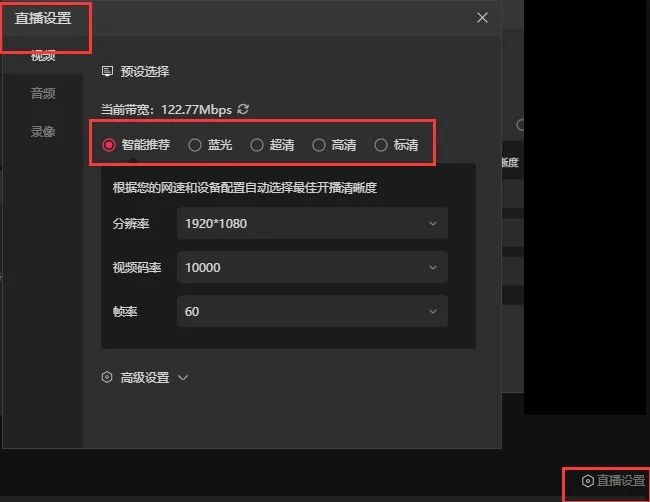 直播设置
视频
音频
录像
预设选择
当前带宽：122.77Mbps
智能推荐 蓝光 超清 高清 标清
根据您的网速和设备配置自动选择最佳开播清晰度
分辨率 1920*1080
视频码率 10000
帧率 60
高级设置
晰度
直播设置